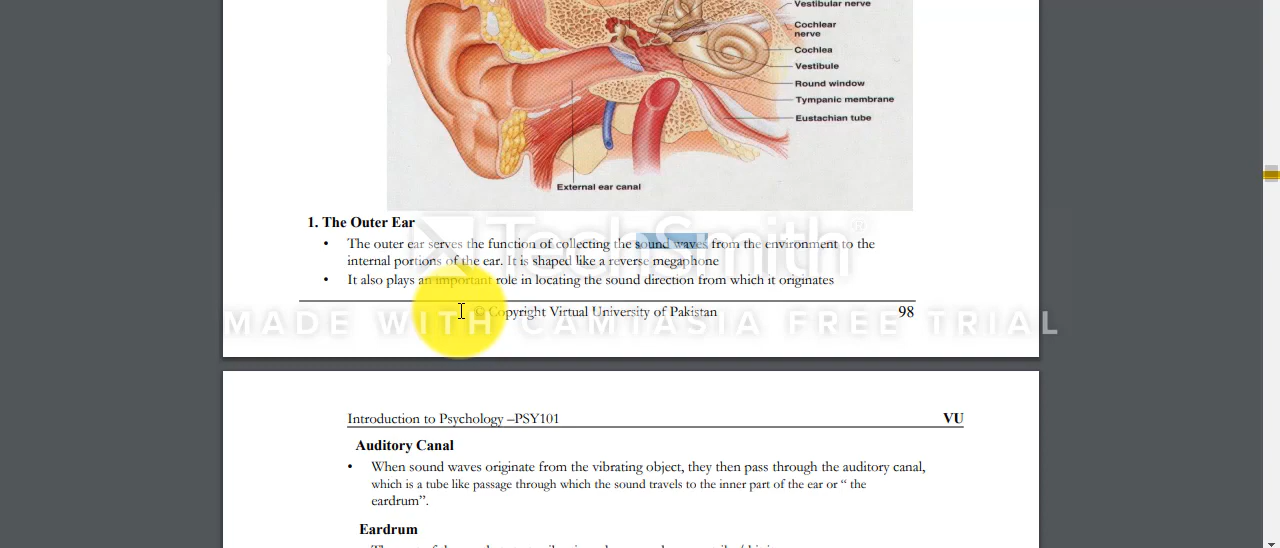 Vestibular nerve
Cochlear
nerve
Cochlea
Vestibule
Round window
Tympanic membrane
Eustachian tube
External ear canal
1. The Outer Ear
• The outer ear serves the function of collecting the sound waves from the environment to the
internal portions of the ear. It is shaped like a reverse megaphone
• It also plays an important role in locating the sound direction from which it originates
TechSmith®
© Copyright Virtual University of Pakistan 98
MADE WITH CAMTASIA FREE TRIAL
Introduction to Psychology –PSY101 VU
Auditory Canal
• When sound waves originate from the vibrating object, they then pass through the auditory canal,
which is a tube like passage through which the sound travels to the inner part of the ear or “ the
eardrum”.
Eardrum